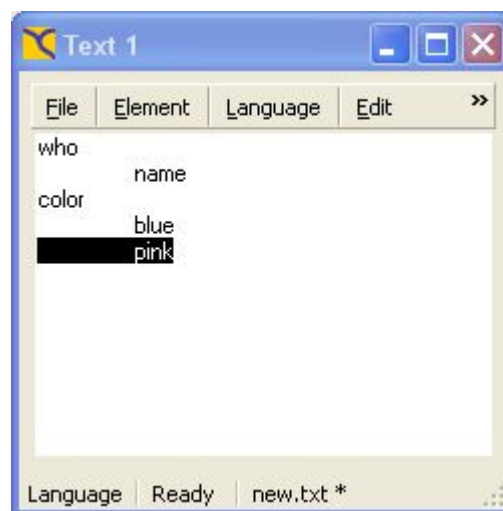 Text 1
File Element Language Edit »
who
name
color
blue
pink
Language Ready new.txt *